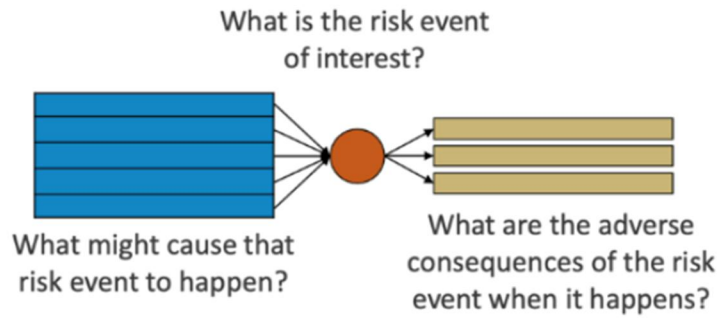 What is the risk event
of interest?
What might cause that
risk event to happen?
What are the adverse
consequences of the risk
event when it happens?